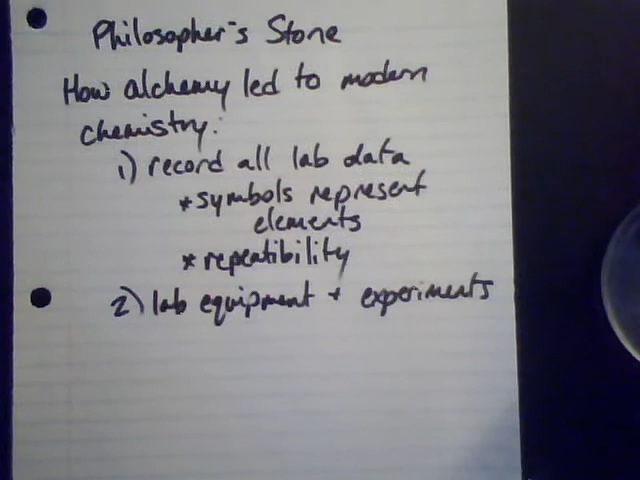 Philosopher's Stone
How alchemy led to modern
chemistry:
1) record all lab data
*symbols represent
elements
* repeatibility
2) lab equipment + experiments